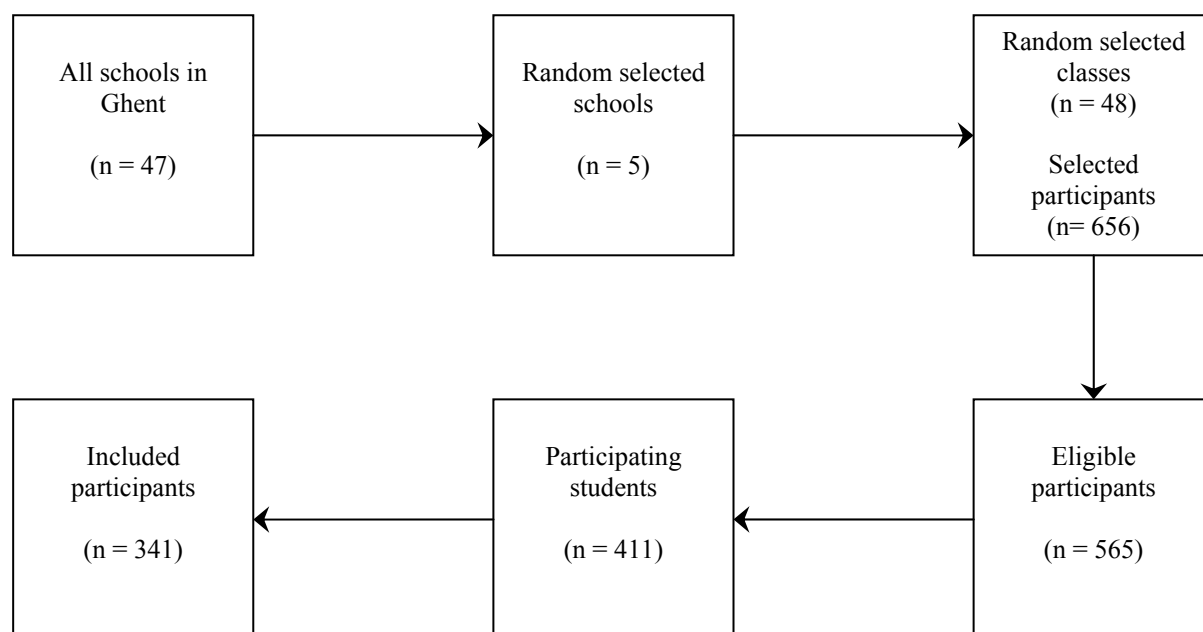 All schools in
Ghent
(n = 47)
Random selected
schools
(n = 5)
Random selected
classes
(n = 48)
Selected
participants
(n= 656)
Eligible
participants
(n = 565)
Participating
students
(n = 411)
Included
participants
(n = 341)